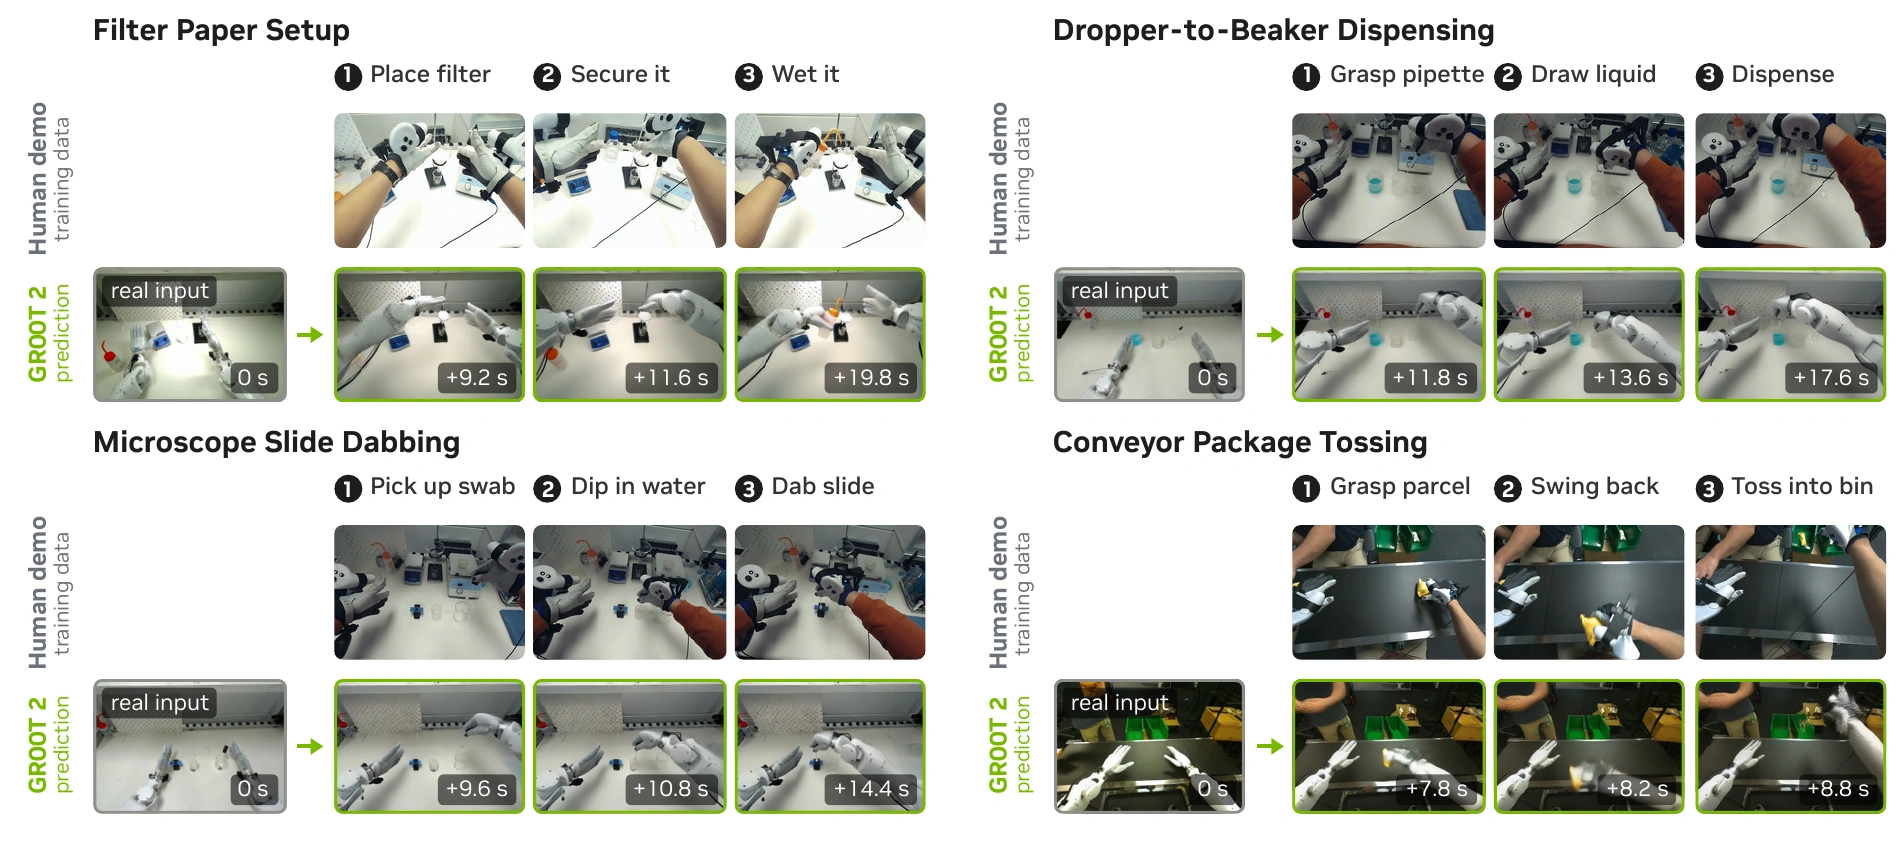 Filter Paper Setup
1 Place filter
2 Secure it
3 Wet it
Human demo
training data
GR00T 2
prediction
real input
0 s
+9.2 s
+11.6 s
+19.8 s
Dropper-to-Beaker Dispensing
1 Grasp pipette
2 Draw liquid
3 Dispense
Human demo
training data
GR00T 2
prediction
real input
0 s
+11.8 s
+13.6 s
+17.6 s
Microscope Slide Dabbing
1 Pick up swab
2 Dip in water
3 Dab slide
Human demo
training data
GR00T 2
prediction
real input
0 s
+9.6 s
+10.8 s
+14.4 s
Conveyor Package Tossing
1 Grasp parcel
2 Swing back
3 Toss into bin
Human demo
training data
GR00T 2
prediction
real input
0 s
+7.8 s
+8.2 s
+8.8 s